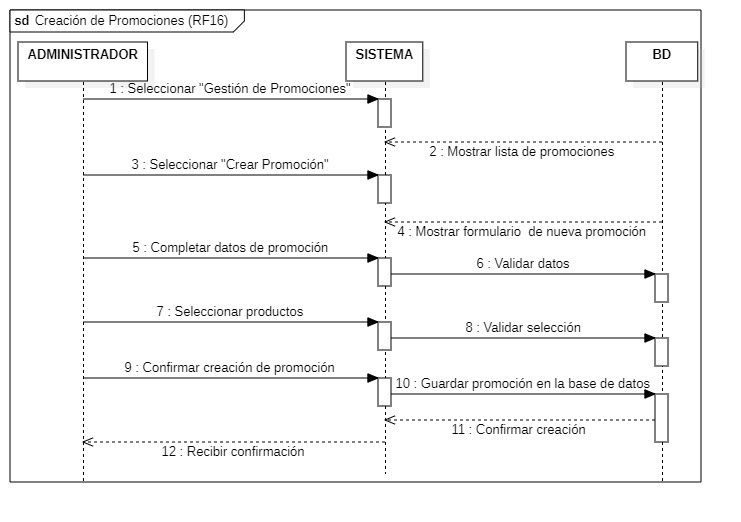 sd Creación de Promociones (RF16)
ADMINISTRADOR
SISTEMA
BD
1 : Seleccionar "Gestión de Promociones"
2 : Mostrar lista de promociones
3 : Seleccionar "Crear Promoción"
4 : Mostrar formulario  de nueva promoción
5 : Completar datos de promoción
6 : Validar datos
7 : Seleccionar productos
8 : Validar selección
9 : Confirmar creación de promoción
10 : Guardar promoción en la base de datos
11 : Confirmar creación
12 : Recibir confirmación